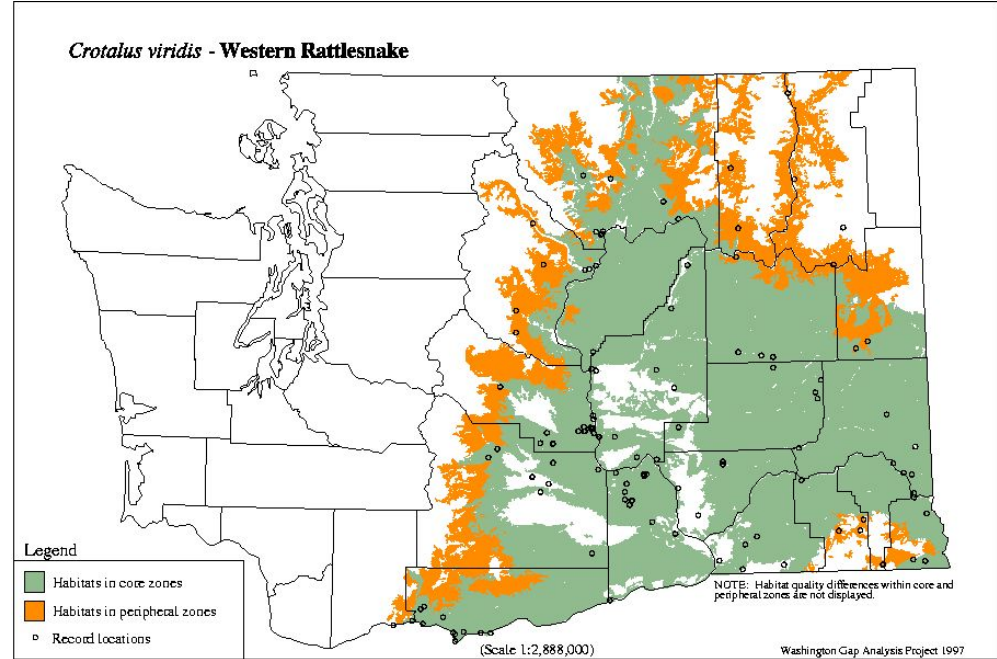 Crotalus viridis - Western Rattlesnake
Legend
Habitats in core zones
Habitats in peripheral zones
Record locations
NOTE: Habitat quality differences within core and
peripheral zones are not displayed.
(Scale 1:2,888,000)
Washington Gap Analysis Project 1997